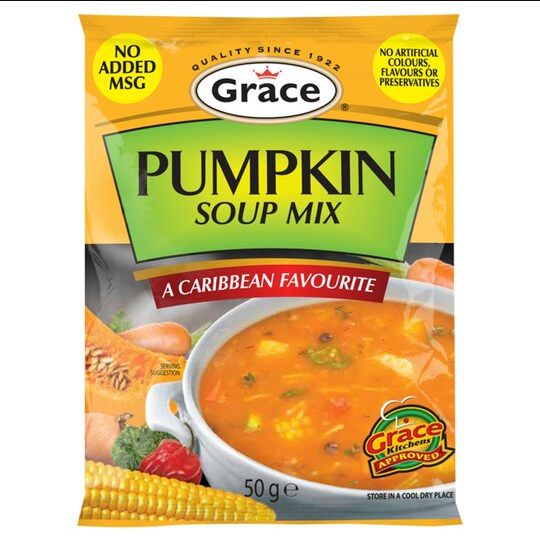 NO
ADDED
MSG
QUALITY SINCE 1922
Grace
®
NO ARTIFICIAL
COLOURS,
FLAVOURS OR
PRESERVATIVES
PUMPKIN
SOUP MIX
A CARIBBEAN FAVOURITE
SERVING
SUGGESTION
Grace
Kitchens
APPROVED
50 g e
STORE IN A COOL DRY PLACE